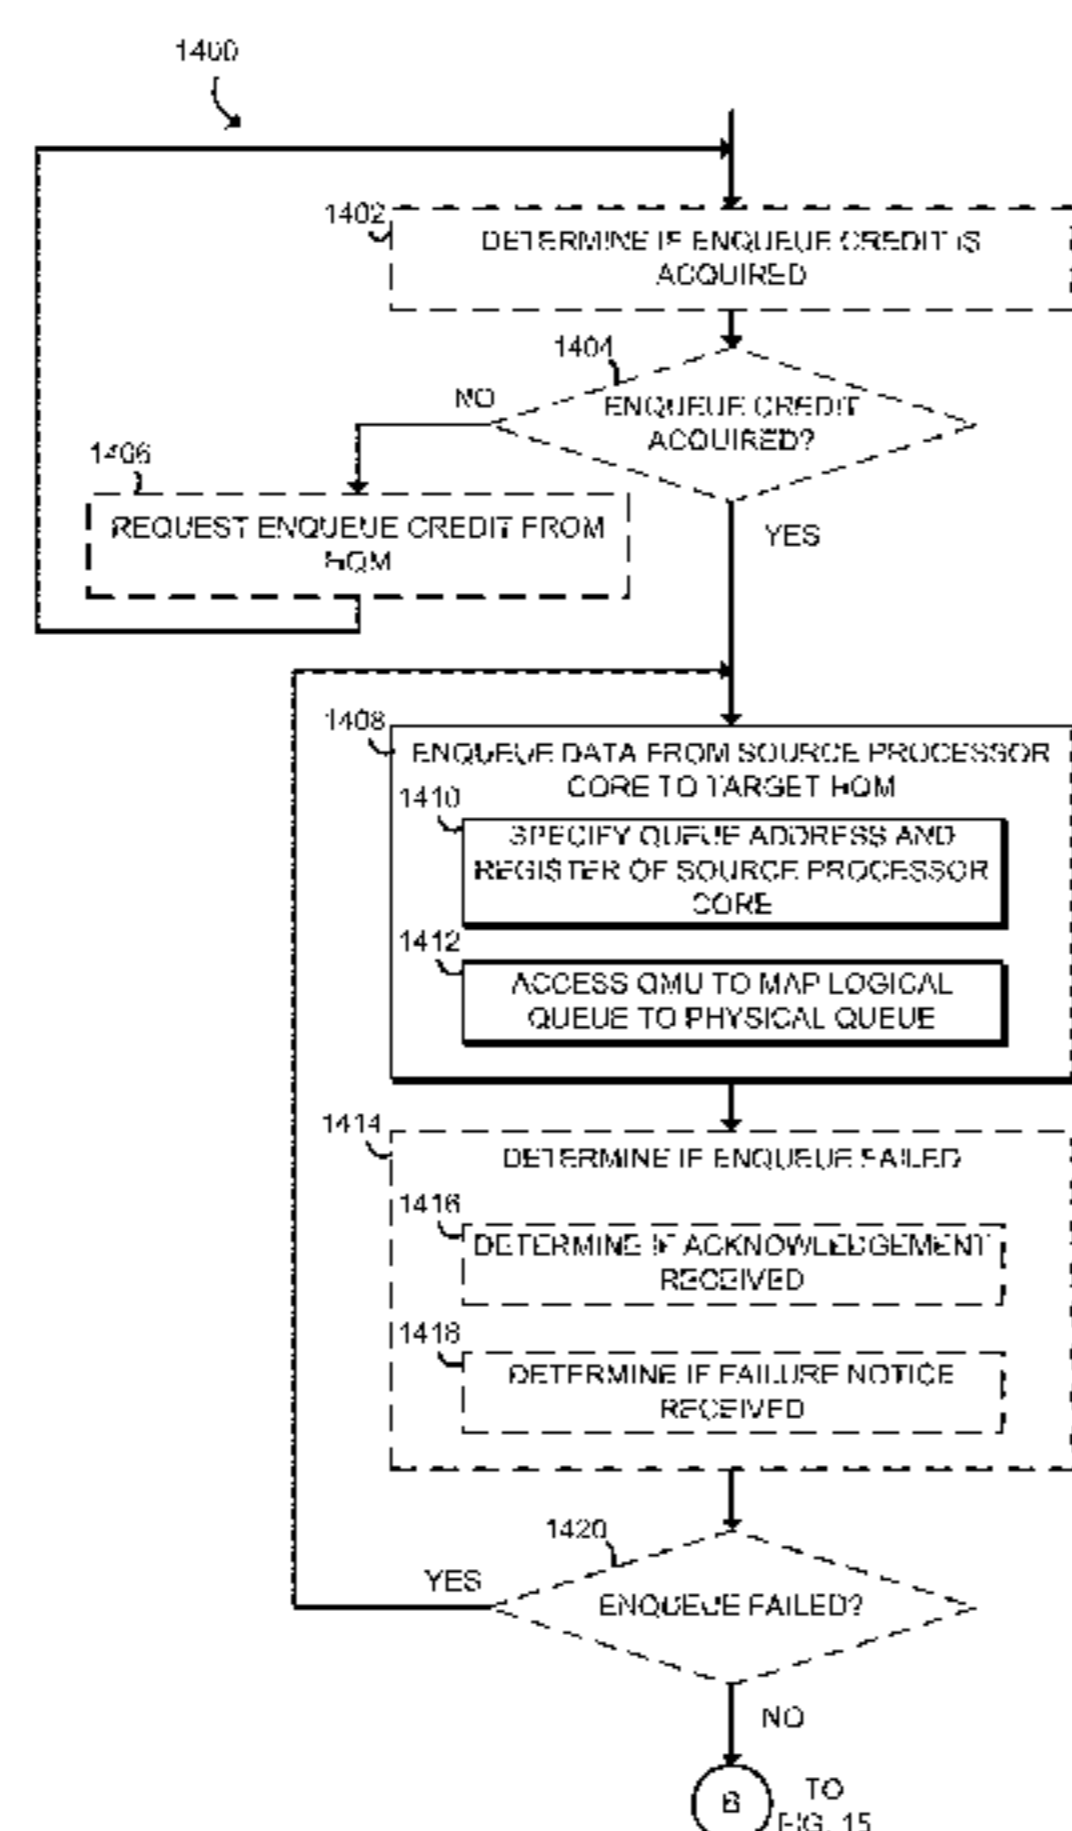 1400
1402
DETERMINE IF ENQUEUE CREDIT IS
ACQUIRED
1404
NO
ENQUEUE CREDIT
ACQUIRED?
1406
REQUEST ENQUEUE CREDIT FROM
HQM
YES
1408
ENQUEUE DATA FROM SOURCE PROCESSOR
CORE TO TARGET HQM
1410
SPECIFY QUEUE ADDRESS AND
REGISTER OF SOURCE PROCESSOR
CORE
1412
ACCESS QMU TO MAP LOGICAL
QUEUE TO PHYSICAL QUEUE
1414
DETERMINE IF ENQUEUE FAILED
1416
DETERMINE IF ACKNOWLEDGEMENT
RECEIVED
1418
DETERMINE IF FAILURE NOTICE
RECEIVED
1420
YES
ENQUEUE FAILED?
NO
B
TO
FIG. 15